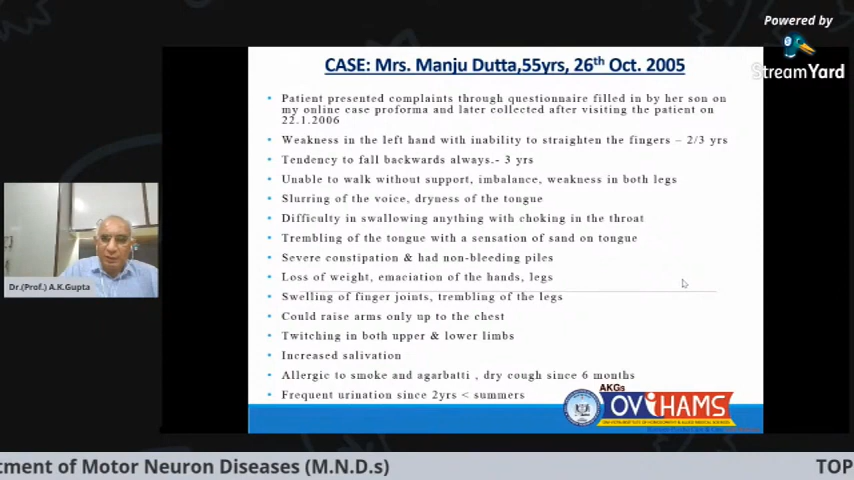 Powered by
StreamYard
CASE: Mrs. Manju Dutta,55yrs, 26th Oct. 2005
• Patient presented complaints through questionnaire filled in by her son on
my online case proforma and later collected after visiting the patient on
22.1.2006
• Weakness in the left hand with inability to straighten the fingers – 2/3 yrs
• Tendency to fall backwards always.- 3 yrs
• Unable to walk without support, imbalance, weakness in both legs
• Slurring of the voice, dryness of the tongue
• Difficulty in swallowing anything with choking in the throat
• Trembling of the tongue with a sensation of sand on tongue
• Severe constipation & had non-bleeding piles
• Loss of weight, emaciation of the hands, legs
• Swelling of finger joints, trembling of the legs
• Could raise arms only up to the chest
• Twitching in both upper & lower limbs
• Increased salivation
• Allergic to smoke and agarbatti , dry cough since 6 months
• Frequent urination since 2yrs < summers
Dr.(Prof.) A.K.Gupta
AKGs
OViHAMS
tment of Motor Neuron Diseases (M.N.D.s)
TOP